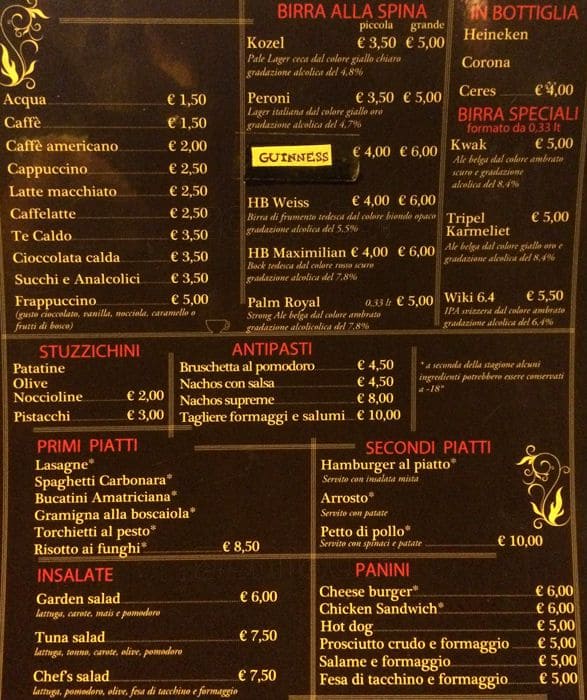 Acqua € 1,50
Caffè € 1,50
Caffè americano € 2,00
Cappuccino € 2,50
Latte macchiato € 2,50
Caffelatte € 2,50
Te Caldo € 3,50
Cioccolata calda € 3,50
Succhi e Analcolici € 3,50
Frappuccino € 5,00
(gusto cioccolato, vanilla, nocciola, caramello o
frutti di bosco)
BIRRA ALLA SPINA
piccola grande
Kozel € 3,50 € 5,00
Pale Lager ceca dal colore giallo chiaro
gradazione alcolica del 4,8%
Peroni € 3,50 € 5,00
Lager italiana dal colore giallo oro
gradazione alcolica del 4,7%
GUINNESS € 4,00 € 6,00
HB Weiss € 4,00 € 6,00
Birra di frumento tedesca dal colore biondo opaco
gradazione alcolica del 5,5%
HB Maximilian € 4,00 € 6,00
Bock tedesca dal colore rosso scuro
gradazione alcolica del 7.8%
Palm Royal 0,33 lt € 5,00
Strong Ale belga dal colore ambrato
gradazione alcolicolica del 7,8%
IN BOTTIGLIA
Heineken
Corona
Ceres € 4,00
BIRRA SPECIALI
formato da 0,33 lt
Kwak € 5,00
Ale belga dal colore ambrato
scuro e gradazione
alcolica del 8.4%
Tripel € 5,00
Karmeliet
Ale belga dal colore giallo oro e
gradazione alcolica del 8,4%
Wiki 6.4 € 5,50
IPA svizzera dal colore ambrato
gradazione alcolica del 6,4%
STUZZICHINI
Patatine
Olive
Noccioline € 2,00
Pistacchi € 3,00
ANTIPASTI
Bruschetta al pomodoro € 4,50
Nachos con salsa € 4,50
Nachos supreme € 8,00
Tagliere formaggi e salumi € 10,00
* a seconda della stagione alcuni
ingredienti potrebbero essere conservati
a -18°
PRIMI PIATTI
Lasagne*
Spaghetti Carbonara*
Bucatini Amatriciana*
Gramigna alla boscaiola*
Torchietti al pesto*
Risotto ai funghi* € 8,50
SECONDI PIATTI
Hamburger al piatto*
Servito con insalata mista
Arrosto*
Servito con patate
Petto di pollo*
Servito con spinaci e patate € 10,00
INSALATE
Garden salad € 6,00
lattuga, carote, mais e pomodoro
Tuna salad € 7,50
lattuga, tonno, carote, olive, pomodoro
Chef's salad € 7,50
lattuga, pomodoro, olive, fesa di tacchino e formaggio
PANINI
Cheese burger* € 6,00
Chicken Sandwich* € 6,00
Hot dog € 5,00
Prosciutto crudo e formaggio € 5,00
Salame e formaggio € 5,00
Fesa di tacchino e formaggio € 5,00